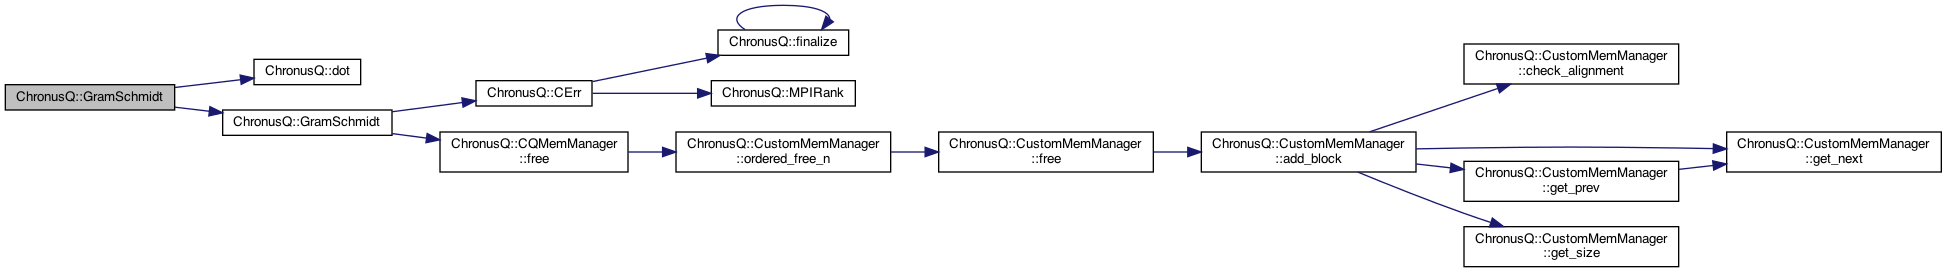 ChronusQ::GramSchmidt
ChronusQ::dot
ChronusQ::GramSchmidt
ChronusQ::CErr
ChronusQ::CQMemManager
::free
ChronusQ::finalize
ChronusQ::MPIRank
ChronusQ::CustomMemManager
::ordered_free_n
ChronusQ::CustomMemManager
::free
ChronusQ::CustomMemManager
::add_block
ChronusQ::CustomMemManager
::check_alignment
ChronusQ::CustomMemManager
::get_next
ChronusQ::CustomMemManager
::get_prev
ChronusQ::CustomMemManager
::get_size